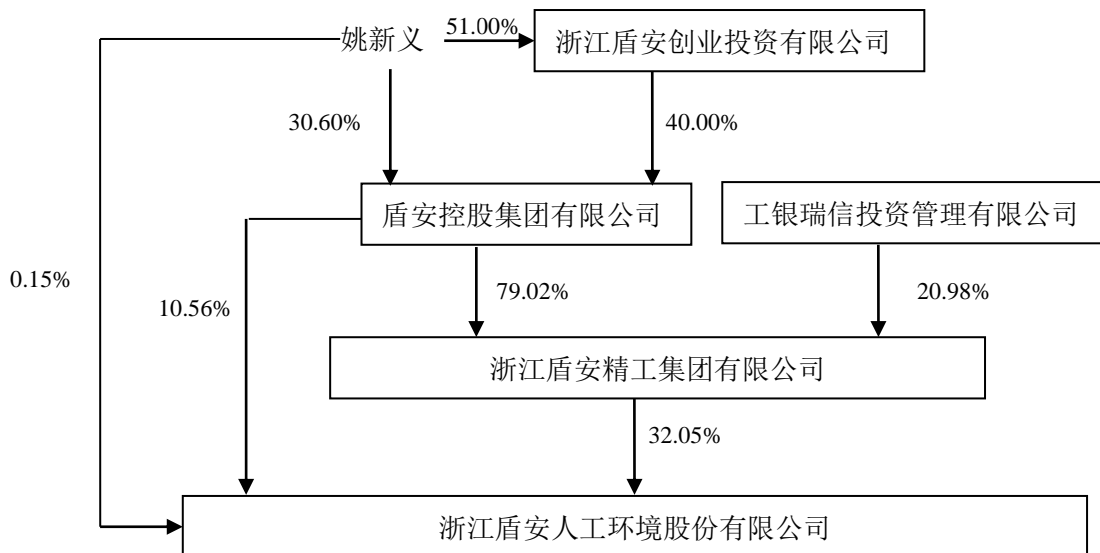 姚新义
51.00%
浙江盾安创业投资有限公司
30.60%
40.00%
盾安控股集团有限公司
工银瑞信投资管理有限公司
0.15%
10.56%
79.02%
20.98%
浙江盾安精工集团有限公司
32.05%
浙江盾安人工环境股份有限公司